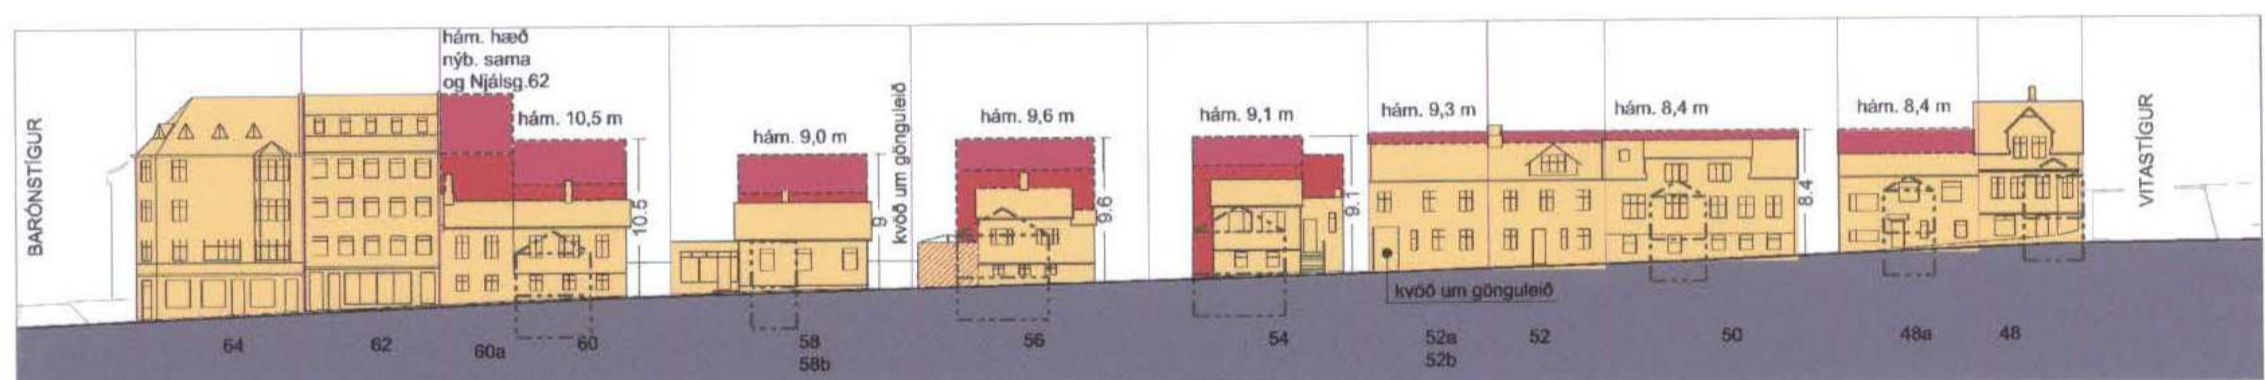 BARÓNSTÍGUR
hám. hæð
nýb. sama
og Njálsg.62
hám. 10,5 m
10.5
hám. 9,0 m
9
kvöð um gönguleið
hám. 9,6 m
9.6
hám. 9,1 m
9.1
hám. 9,3 m
hám. 8,4 m
8.4
hám. 8,4 m
VITASTÍGUR
kvöð um gönguleið
64
62
60a
60
58
58b
56
54
52a
52b
52
50
48a
48